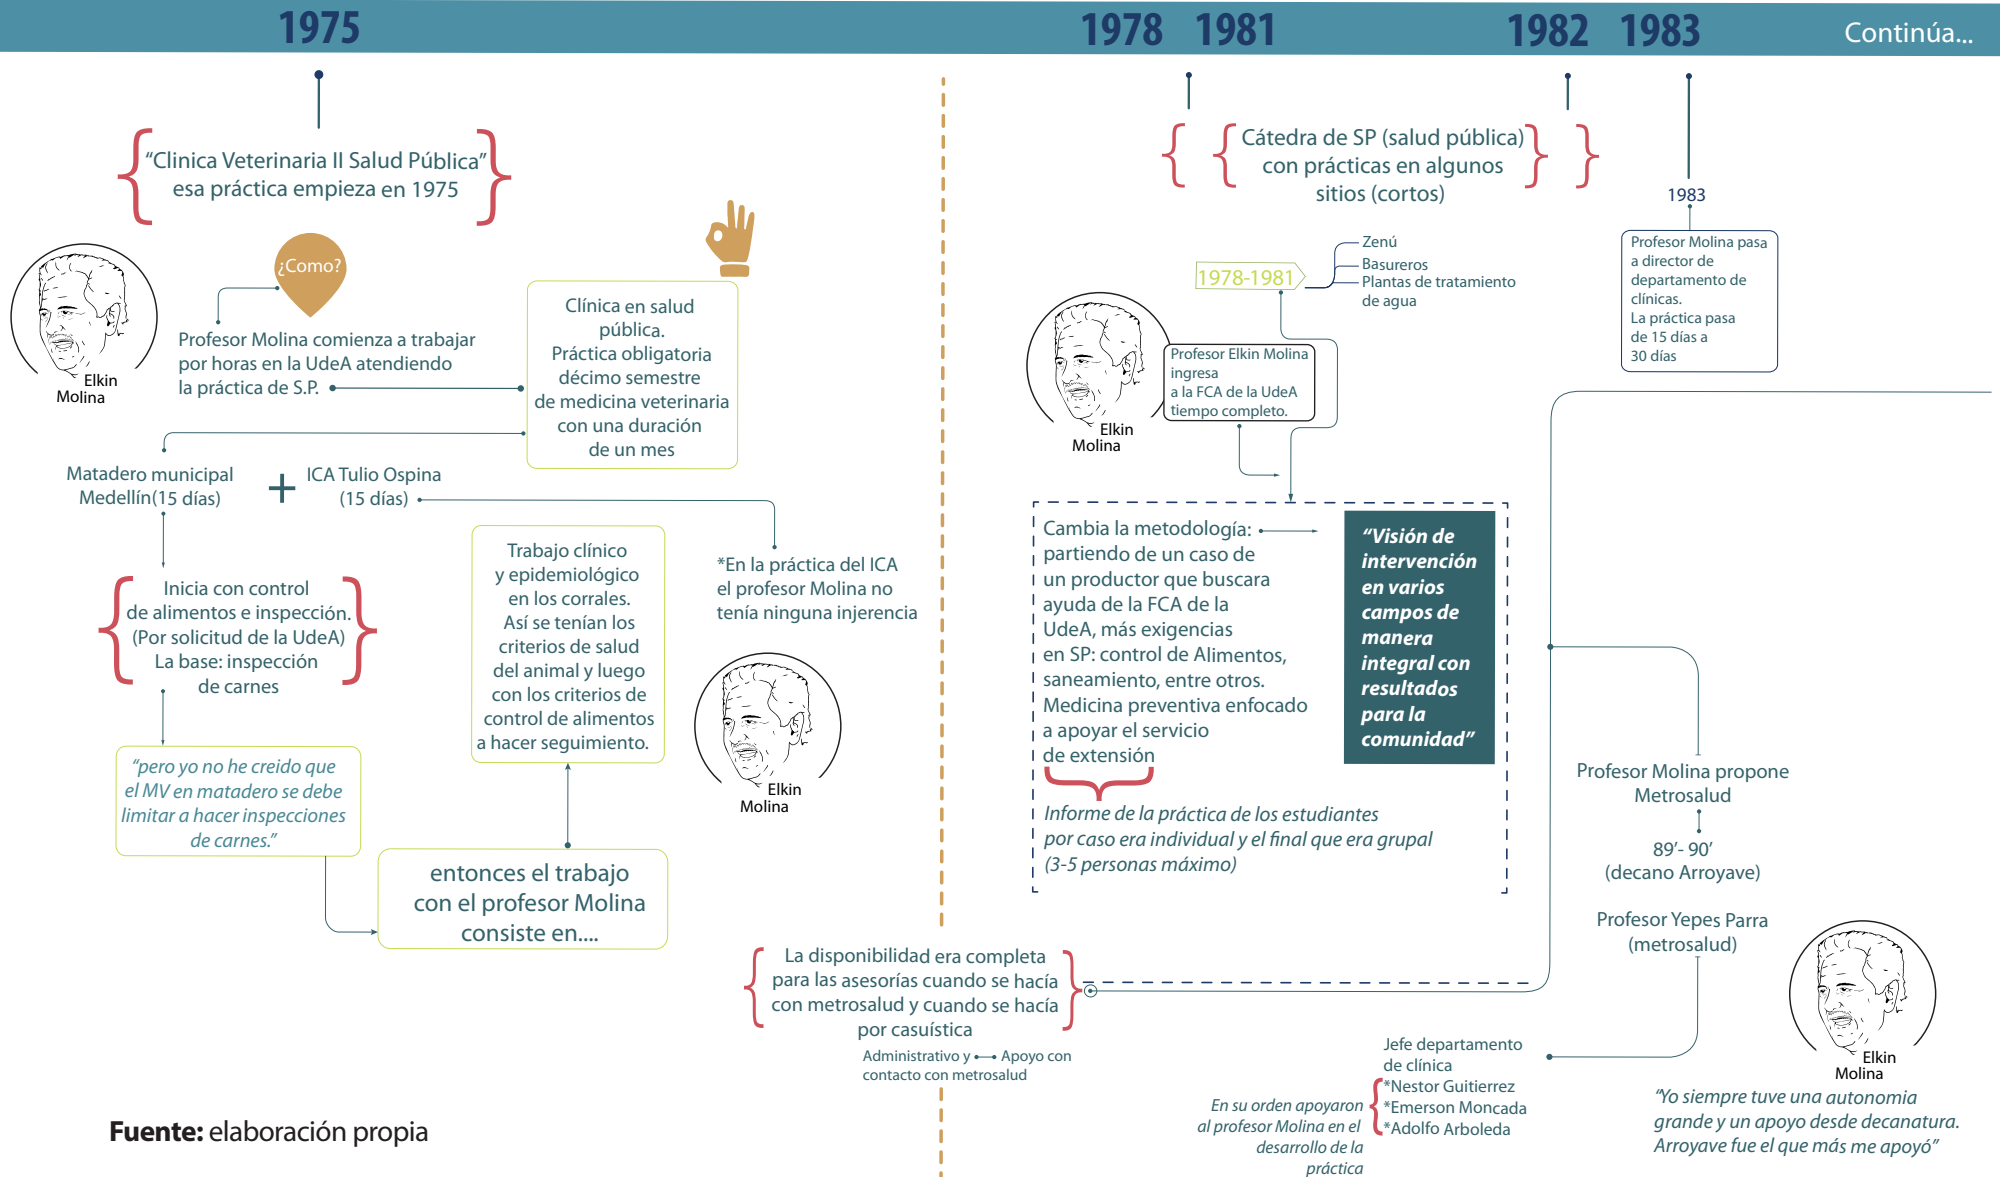 1975
1978
1981
1982
1983
Continúa...
“Clinica Veterinaria II Salud Pública”
esa práctica empieza en 1975
¿Como?
Elkin
Molina
Profesor Molina comienza a trabajar
por horas en la UdeA atendiendo
la práctica de S.P.
Clínica en salud
pública.
Práctica obligatoria
décimo semestre
de medicina veterinaria
con una duración
de un mes
Matadero municipal
Medellín(15 días)
+
ICA Tulio Ospina
(15 días)
Inicia con control
de alimentos e inspección.
(Por solicitud de la UdeA)
La base: inspección
de carnes
“pero yo no he creido que
el MV en matadero se debe
limitar a hacer inspecciones
de carnes.”
entonces el trabajo
con el profesor Molina
consiste en....
Trabajo clínico
y epidemiológico
en los corrales.
Así se tenían los
criterios de salud
del animal y luego
con los criterios de
control de alimentos
a hacer seguimiento.
*En la práctica del ICA
el profesor Molina no
tenía ninguna injerencia
Elkin
Molina
Cátedra de SP (salud pública)
con prácticas en algunos
sitios (cortos)
1978-1981
Zenú
Basureros
Plantas de tratamiento
de agua
Elkin
Molina
Profesor Elkin Molina
ingresa
a la FCA de la UdeA
tiempo completo.
Cambia la metodología:
partiendo de un caso de
un productor que buscara
ayuda de la FCA de la
UdeA, más exigencias
en SP: control de Alimentos,
saneamiento, entre otros.
Medicina preventiva enfocado
a apoyar el servicio
de extensión
“Visión de
intervención
en varios
campos de
manera
integral con
resultados
para la
comunidad”
Informe de la práctica de los estudiantes
por caso era individual y el final que era grupal
(3-5 personas máximo)
1983
Profesor Molina pasa
a director de
departamento de
clínicas.
La práctica pasa
de 15 días a
30 días
La disponibilidad era completa
para las asesorías cuando se hacía
con metrosalud y cuando se hacía
por casuística
Administrativo y
contacto con metrosalud
Apoyo con
Profesor Molina propone
Metrosalud
89’- 90’
(decano Arroyave)
Profesor Yepes Parra
(metrosalud)
Jefe departamento
de clínica
*Nestor Guitierrez
*Emerson Moncada
*Adolfo Arboleda
En su orden apoyaron
al profesor Molina en el
desarrollo de la
práctica
Elkin
Molina
“Yo siempre tuve una autonomia
grande y un apoyo desde decanatura.
Arroyave fue el que más me apoyó”
Fuente: elaboración propia